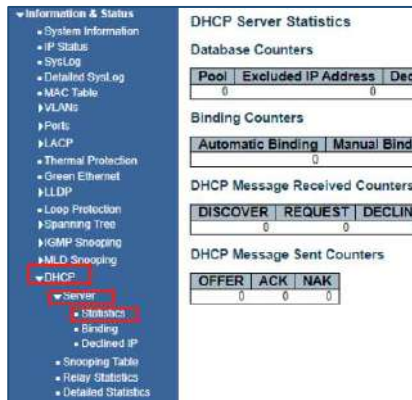 Information & Status
System Information
IP Status
SysLog
Detailed SysLog
MAC Table
VLANs
Ports
LACP
Thermal Protection
Green Ethernet
LLDP
Loop Protection
Spanning Tree
IGMP Snooping
MLD Snooping
DHCP
Server
Statistics
Binding
Declined IP
Snooping Table
Relay Statistics
Detailed Statistics
DHCP Server Statistics
Database Counters
Pool Excluded IP Address Dec
0 0
Binding Counters
Automatic Binding Manual Bind
0
DHCP Message Received Counters
DISCOVER REQUEST DECLIN
0 0
DHCP Message Sent Counters
OFFER ACK NAK
0 0 0